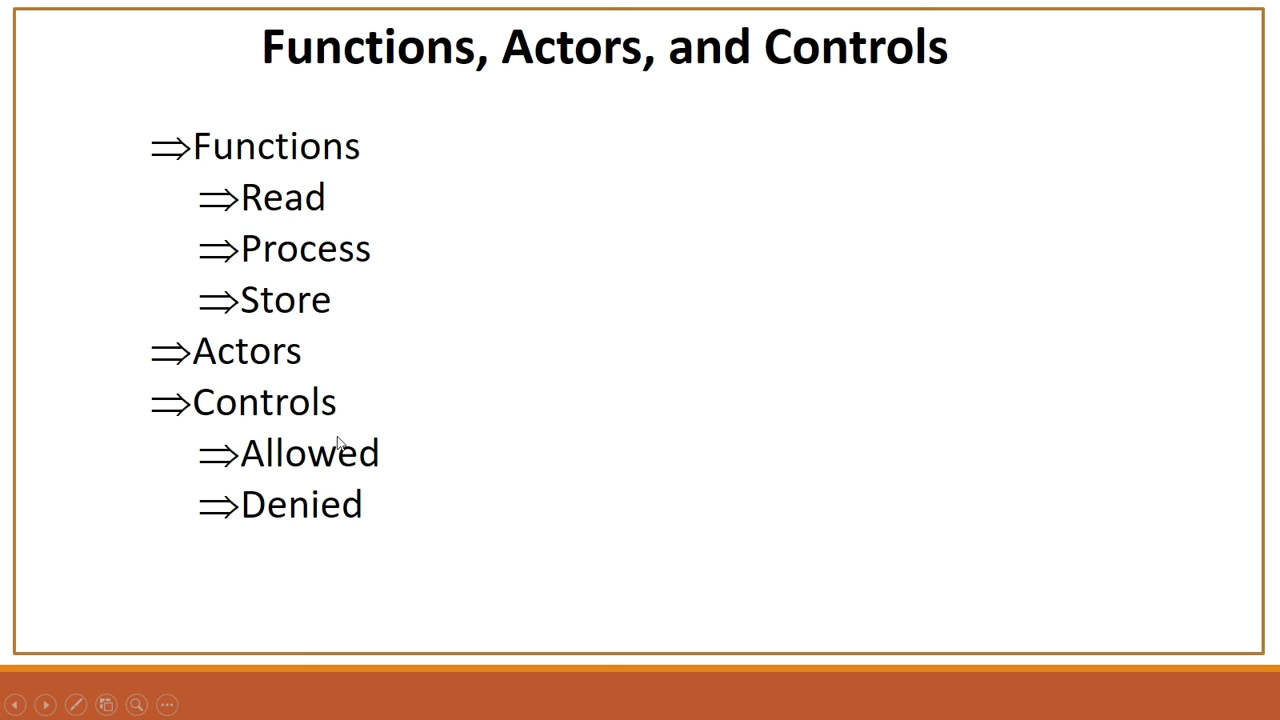 Functions, Actors, and Controls
⇒Functions
⇒Read
⇒Process
⇒Store
⇒Actors
⇒Controls
⇒Allowed
⇒Denied